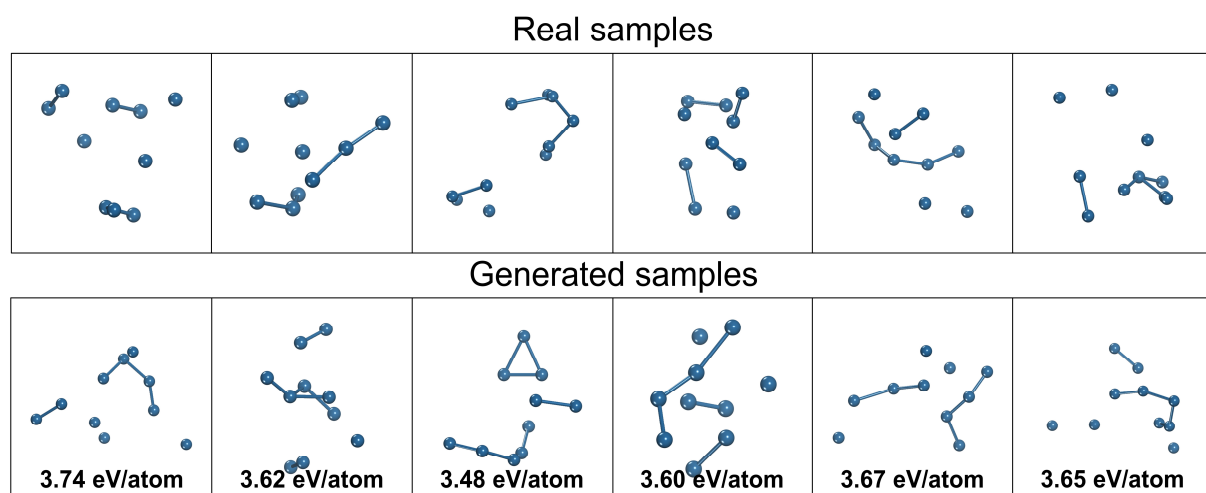 Real samples
Generated samples
3.74 eV/atom
3.62 eV/atom
3.48 eV/atom
3.60 eV/atom
3.67 eV/atom
3.65 eV/atom